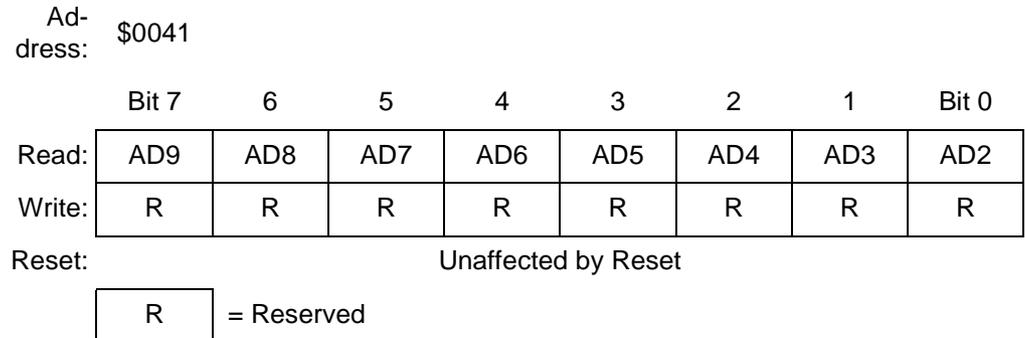 Ad-
dress: $0041
Bit 7 6 5 4 3 2 1 Bit 0
Read: AD9 AD8 AD7 AD6 AD5 AD4 AD3 AD2
Write: R R R R R R R R
Reset: Unaffected by Reset
R = Reserved